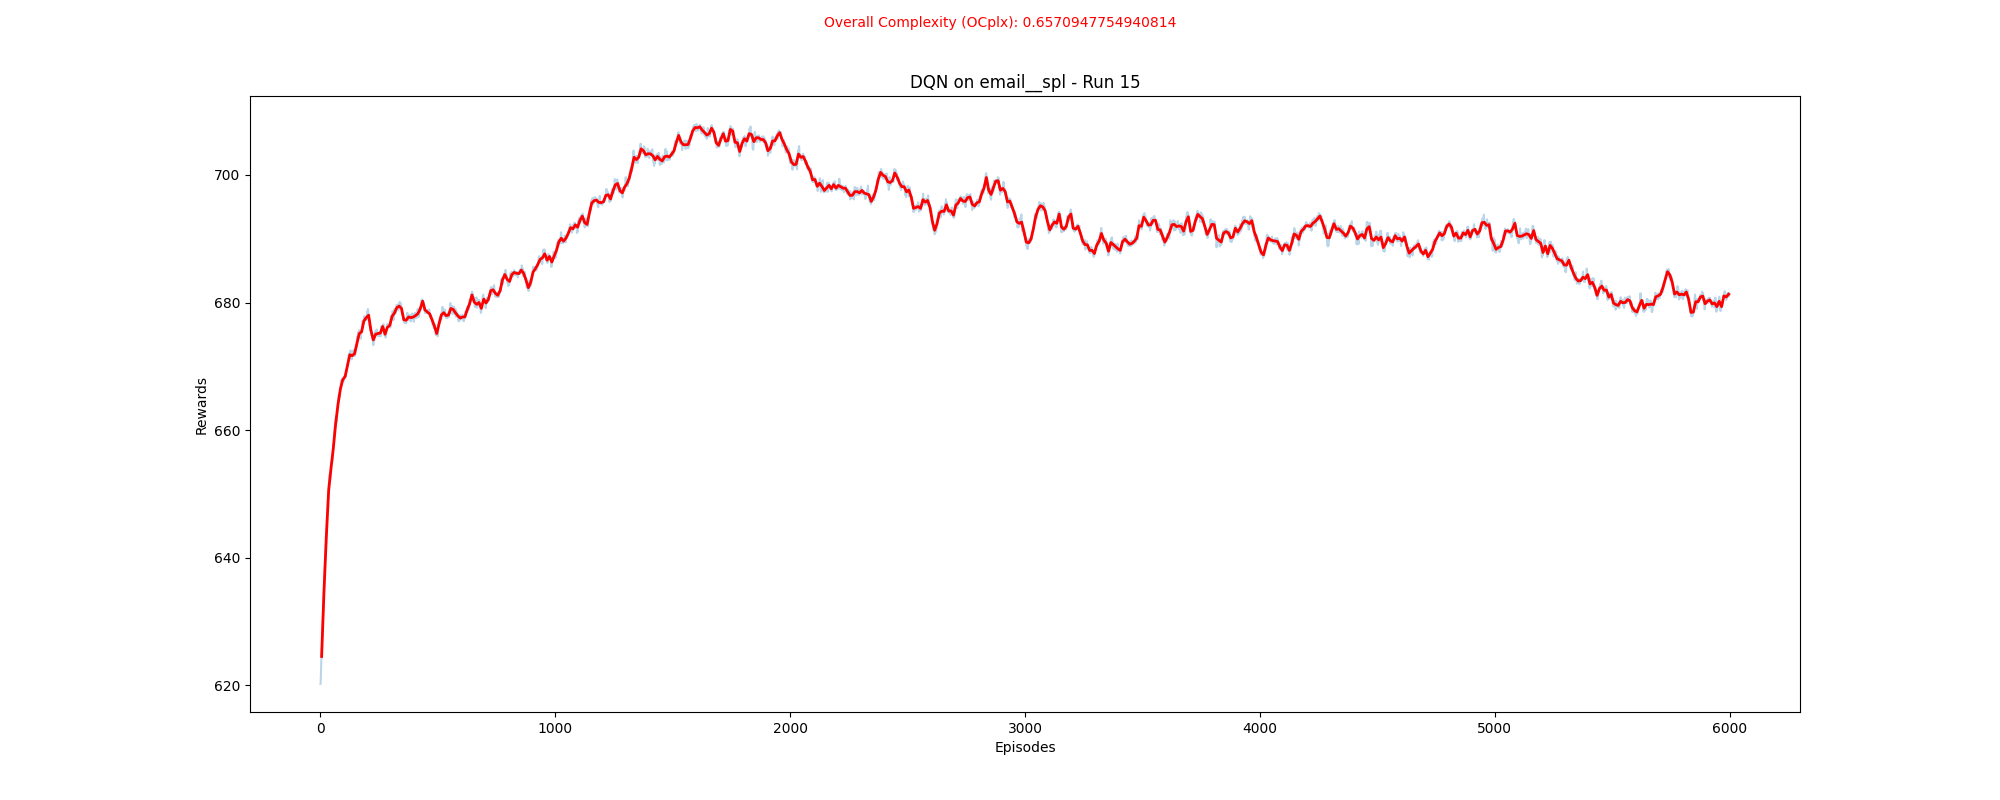 Overall Complexity (OCplx): 0.6570947754940814
DQN on email__spl - Run 15
Rewards
700
680
660
640
620
0 1000 2000 3000 4000 5000 6000
Episodes